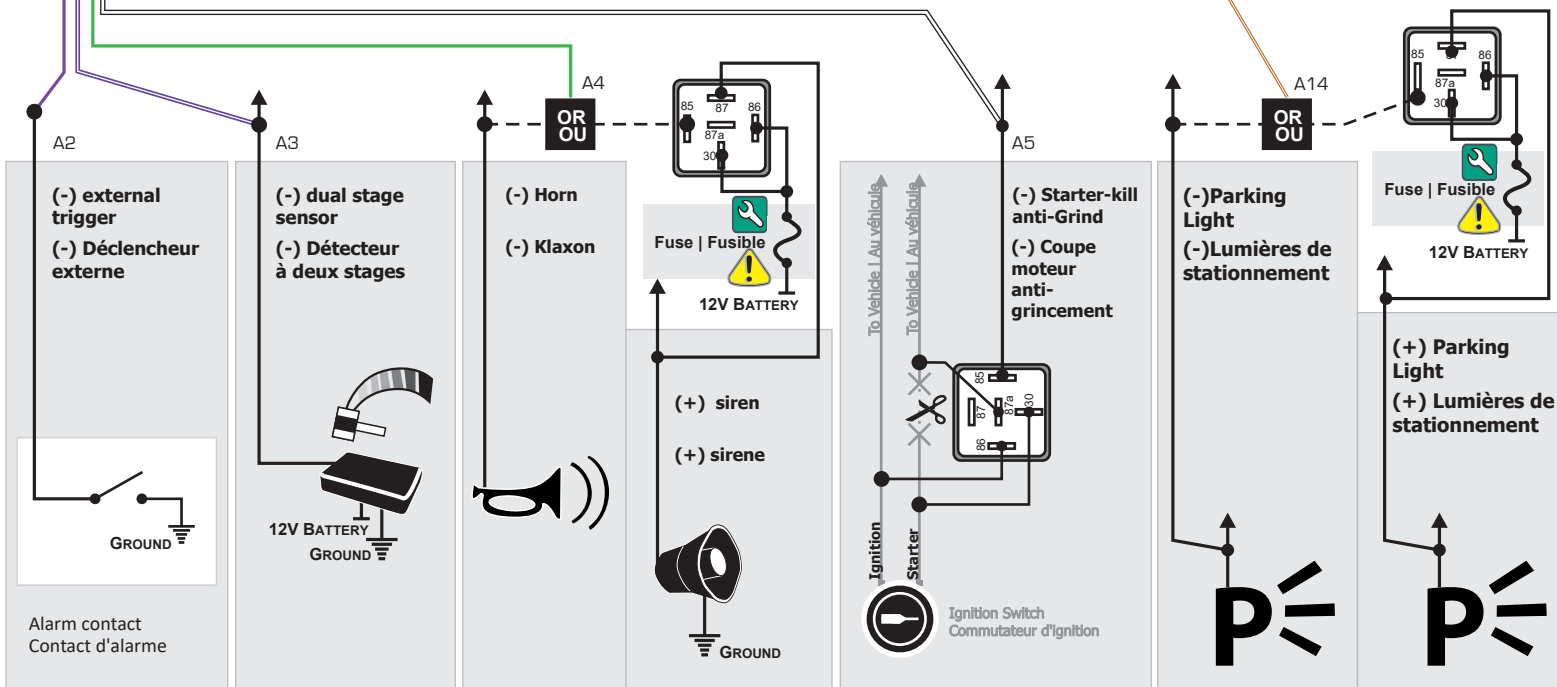 A2
(-) external
trigger
(-) Déclencheur
externe
GROUND
Alarm contact
Contact d'alarme
A3
(-) dual stage
sensor
(-) Détecteur
à deux stages
12V BATTERY
GROUND
A4
OR
OU
(-) Horn
(-) Klaxon
85
87
86
87a
30
Fuse | Fusible
12V BATTERY
(+) siren
(+) sirene
GROUND
A5
To Vehicle | Au véhicule
To Vehicle | Au véhicule
(-) Starter-kill
anti-Grind
(-) Coupe
moteur
anti-
grincement
85
87
87a
30
86
Ignition
Starter
Ignition Switch
Commutateur d'ignition
A14
OR
OU
(-)Parking
Light
(-)Lumières de
stationnement
P
85
86
87a
30
Fuse | Fusible
12V BATTERY
(+) Parking
Light
(+) Lumières de
stationnement
P